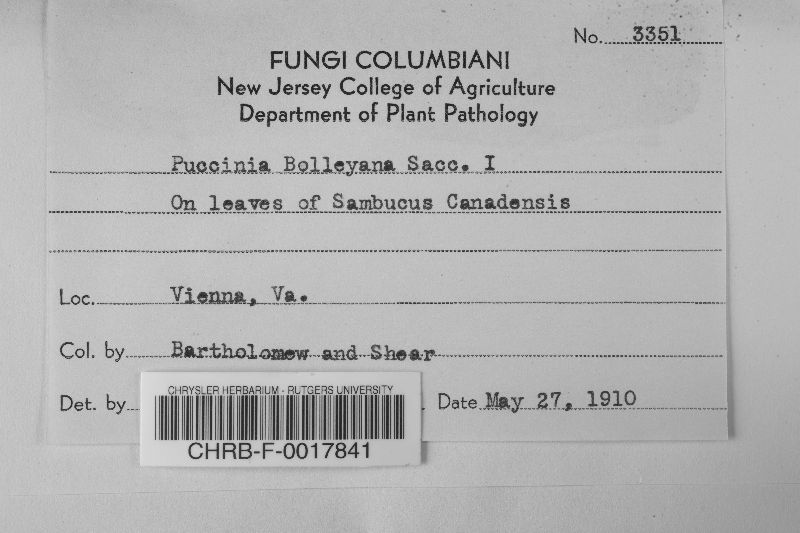 No. 3351
FUNGI COLUMBIANI
New Jersey College of Agriculture
Department of Plant Pathology
Puccinia Bolleyana Sacc. I
On leaves of Sambucus Canadensis
Loc. Vienna, Va.
Col. by Bartholomew and Shear
Det. by
Date May 27, 1910
CHRYSLER HERBARIUM - RUTGERS UNIVERSITY
CHRB-F-0017841